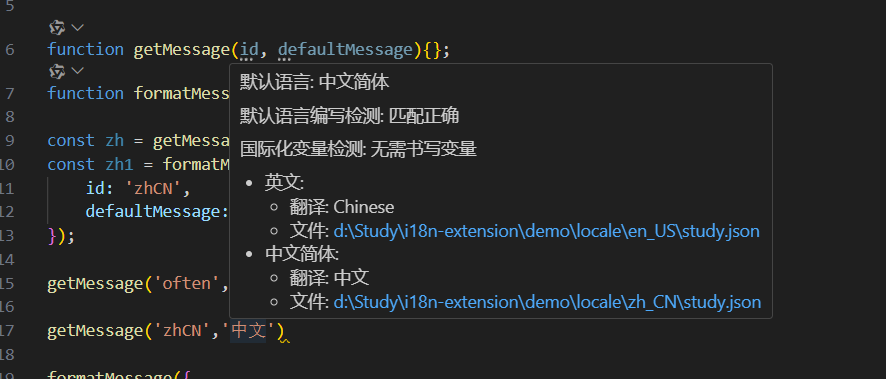 5
6 function getMessage(id, defaultMessage){};
7 function formatMess
8
9 const zh = getMessa
10 const zh1 = formatM
11 id: 'zhCN',
12 defaultMessage:
13 });
14
15 getMessage('often',
16
17 getMessage('zhCN','中文')
18
19 formatMessage({
默认语言: 中文简体
默认语言编写检测: 匹配正确
国际化变量检测: 无需书写变量
英文:
翻译: Chinese
文件: d:\Study\i18n-extension\demo\locale\en_US\study.json
中文简体:
翻译: 中文
文件: d:\Study\i18n-extension\demo\locale\zh_CN\study.json